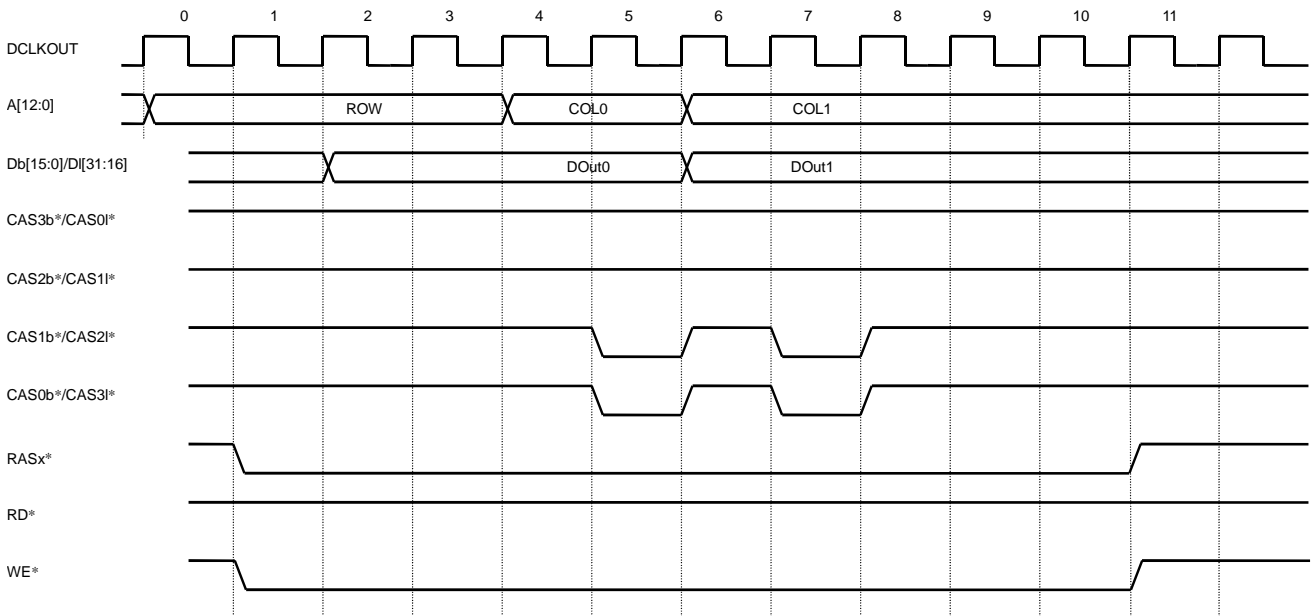 0 1 2 3 4 5 6 7 8 9 10 11
DCLKOUT
A[12:0] ROW COL0 COL1
Db[15:0]/Dl[31:16] DOut0 DOut1
CAS3b*/CAS0l*
CAS2b*/CAS1l*
CAS1b*/CAS2l*
CAS0b*/CAS3l*
RASx*
RD*
WE*